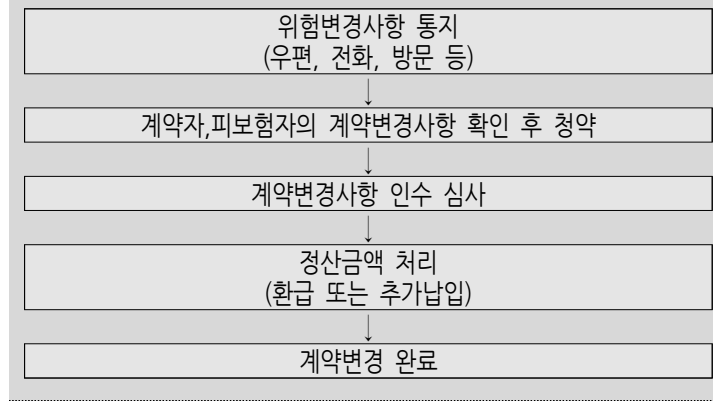 위험변경사항 통지
(우편, 전화, 방문 등)
↓
계약자,피보험자의 계약변경사항 확인 후 청약
↓
계약변경사항 인수 심사
↓
정산금액 처리
(환급 또는 추가납입)
↓
계약변경 완료